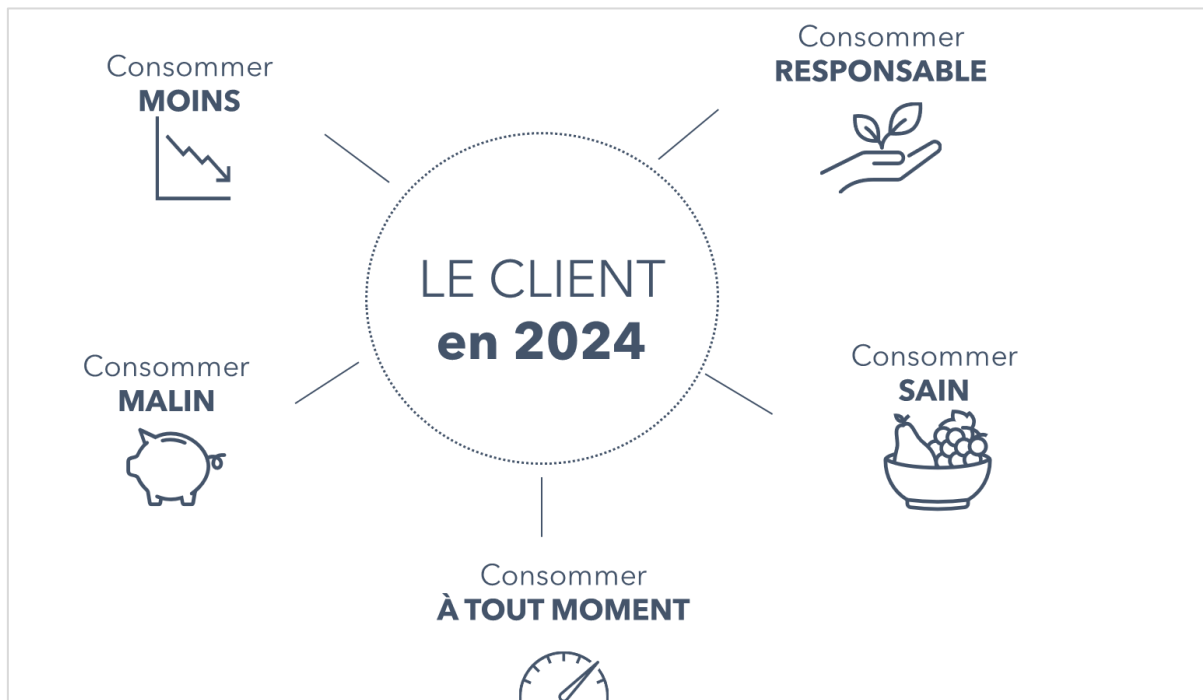 Consommer
MOINS
Consommer
RESPONSABLE
LE CLIENT
en 2024
Consommer
MALIN
Consommer
SAIN
Consommer
À TOUT MOMENT